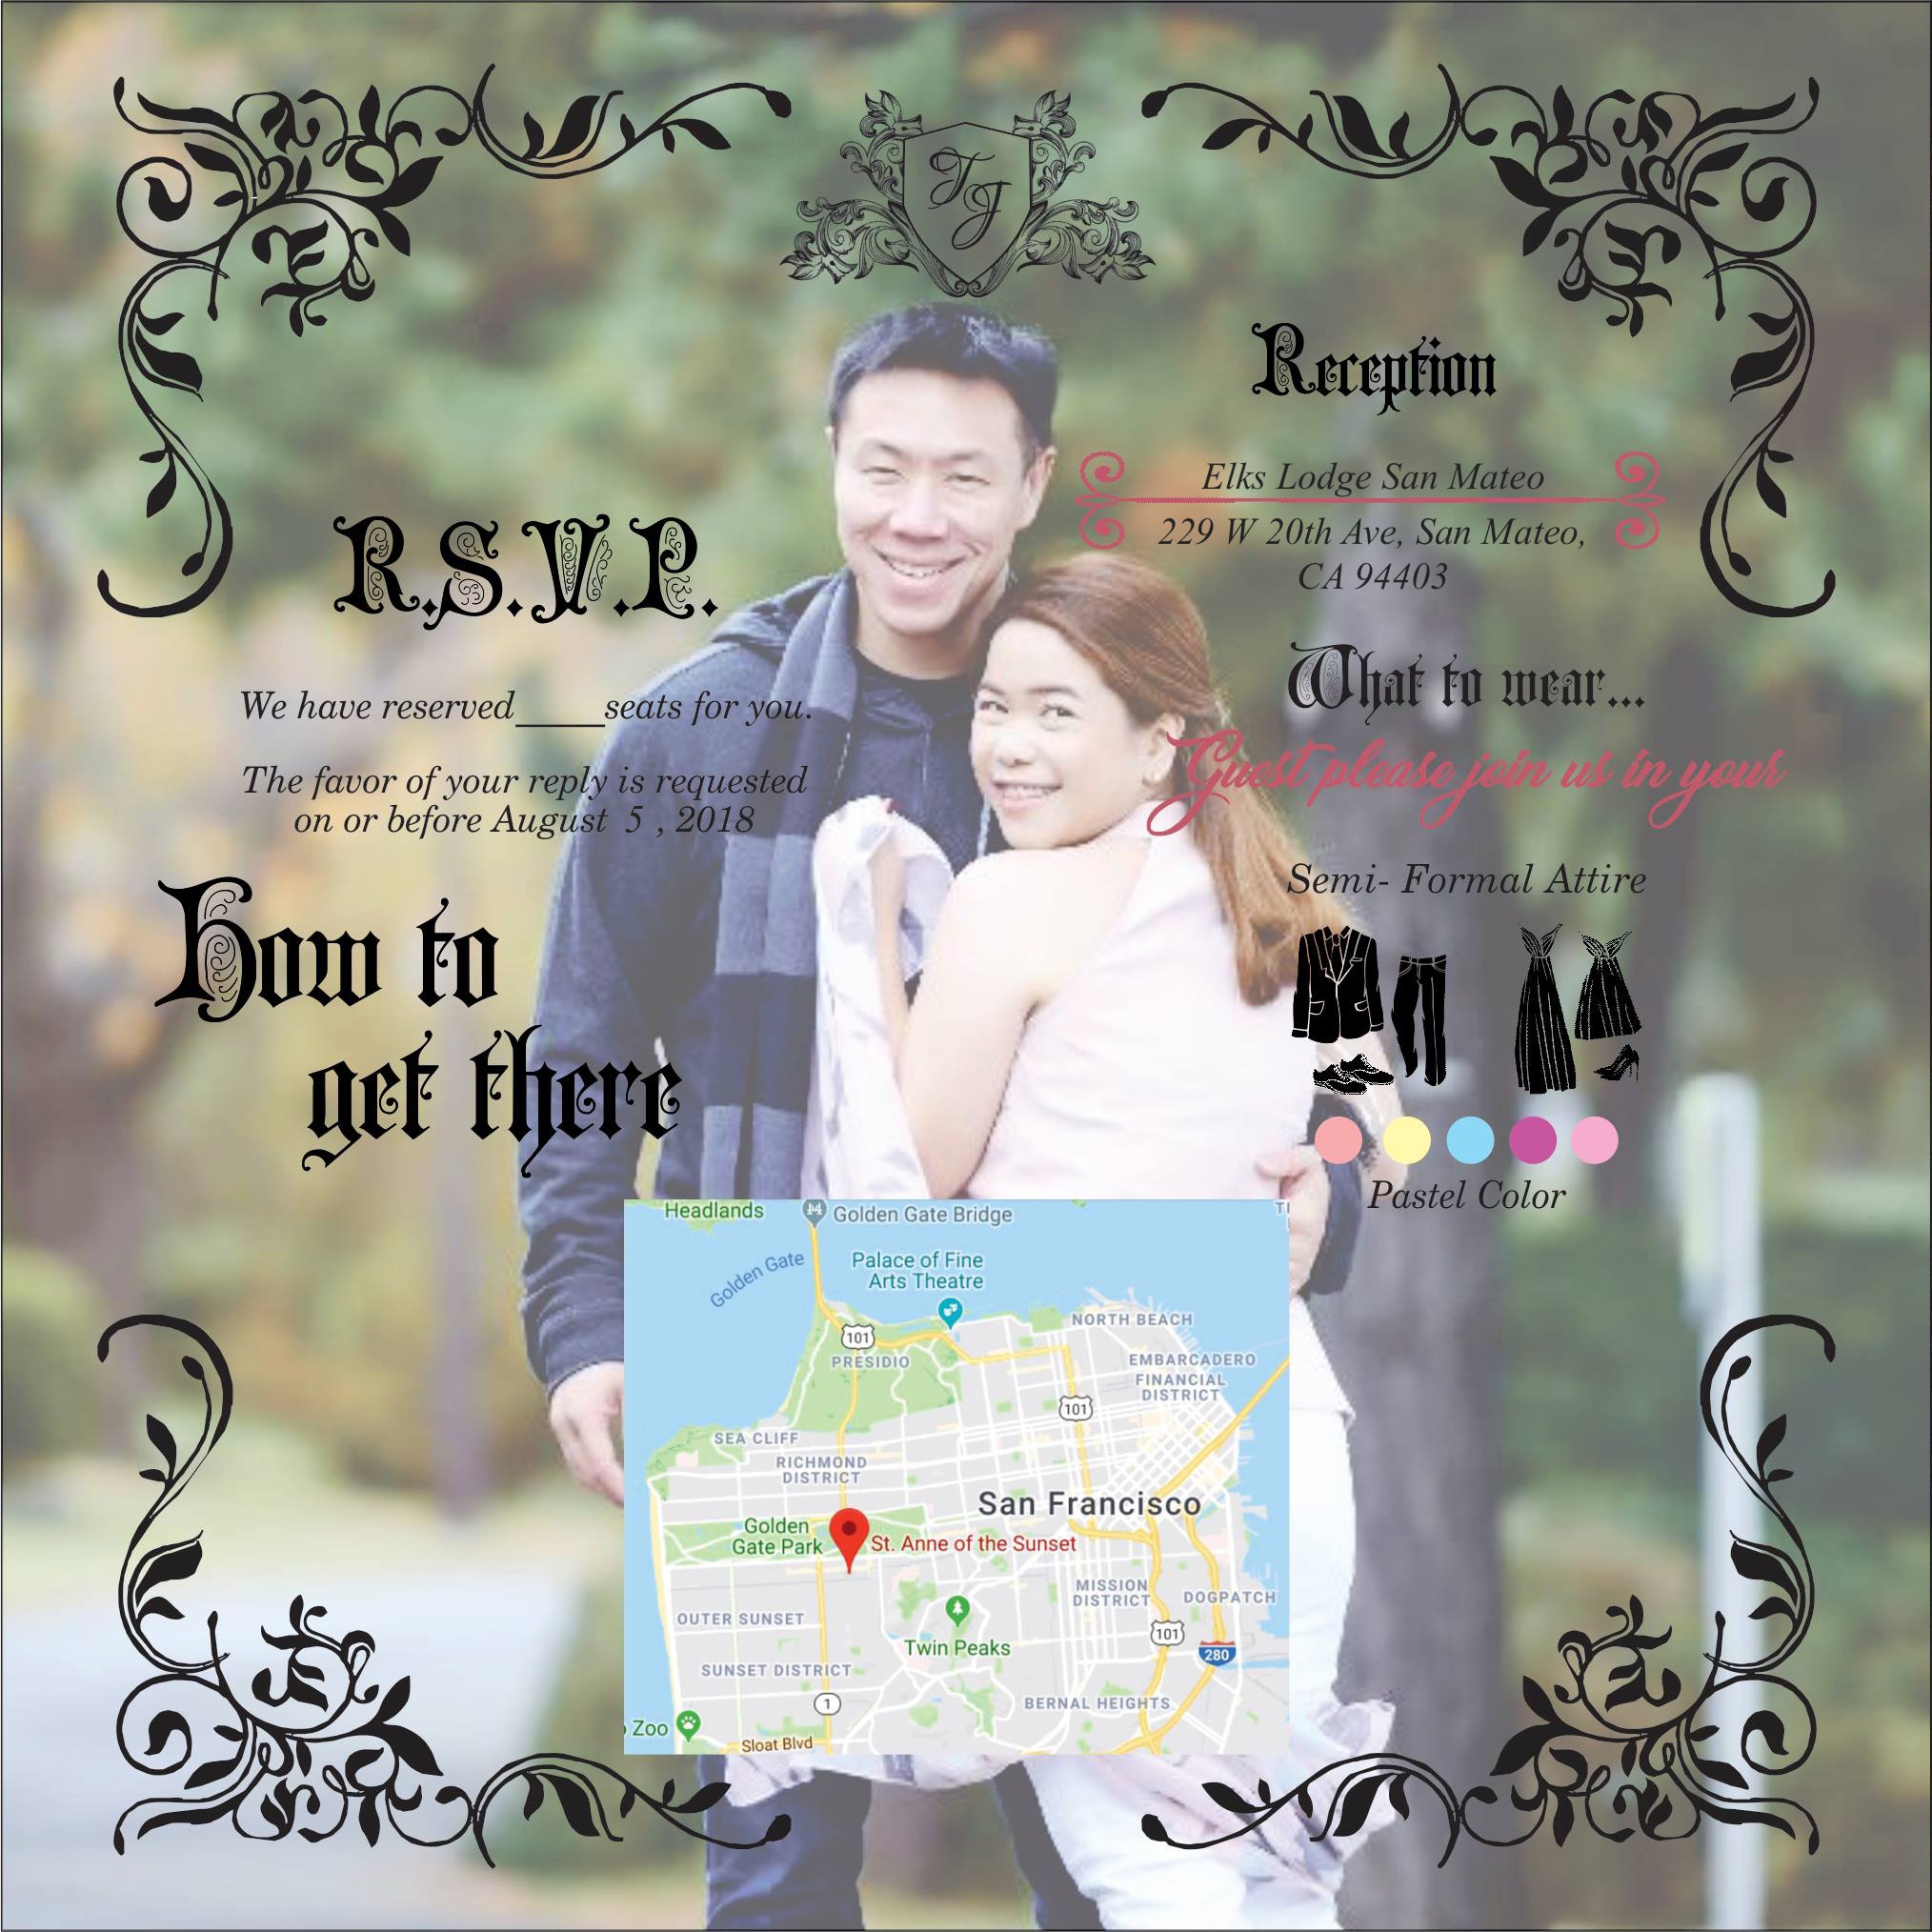 TJ
R.S.V.P.
We have reserved_____seats for you.
The favor of your reply is requested
on or before August 5 , 2018
How to
get there
Reception
Elks Lodge San Mateo
229 W 20th Ave, San Mateo,
CA 94403
What to wear...
Guest please join us in your
Semi- Formal Attire
Pastel Color
Headlands
Golden Gate Bridge
Golden Gate
Palace of Fine
Arts Theatre
TI
101
PRESIDIO
NORTH BEACH
EMBARCADERO
FINANCIAL
DISTRICT
101
SEA CLIFF
RICHMOND
DISTRICT
San Francisco
Golden
Gate Park
St. Anne of the Sunset
MISSION
DISTRICT
DOGPATCH
OUTER SUNSET
101
Twin Peaks
280
SUNSET DISTRICT
1
BERNAL HEIGHTS
Zoo
Sloat Blvd